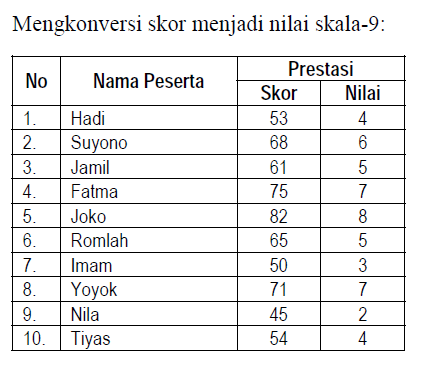 Mengkonversi skor menjadi nilai skala-9:
No Nama Peserta Prestasi
Skor Nilai
1. Hadi 53 4
2. Suyono 68 6
3. Jamil 61 5
4. Fatma 75 7
5. Joko 82 8
6. Romlah 65 5
7. Imam 50 3
8. Yoyok 71 7
9. Nila 45 2
10. Tiyas 54 4